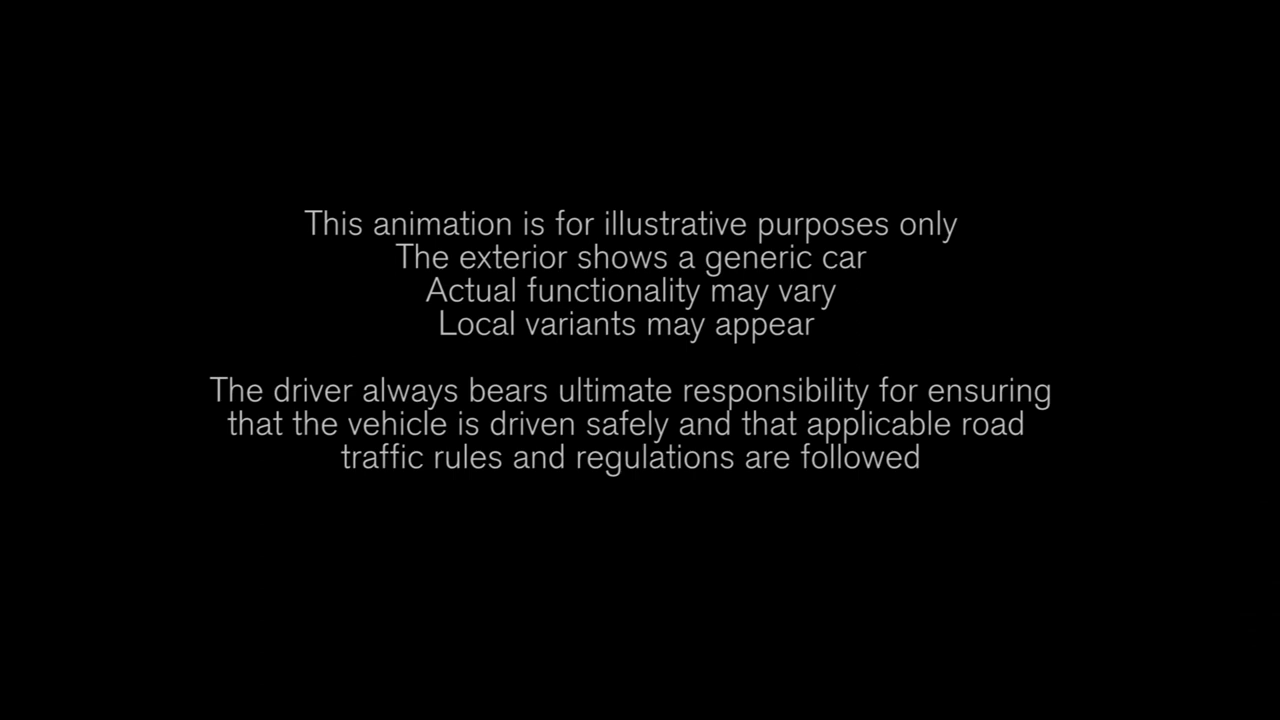 This animation is for illustrative purposes only
The exterior shows a generic car
Actual functionality may vary
Local variants may appear
The driver always bears ultimate responsibility for ensuring
that the vehicle is driven safely and that applicable road
traffic rules and regulations are followed